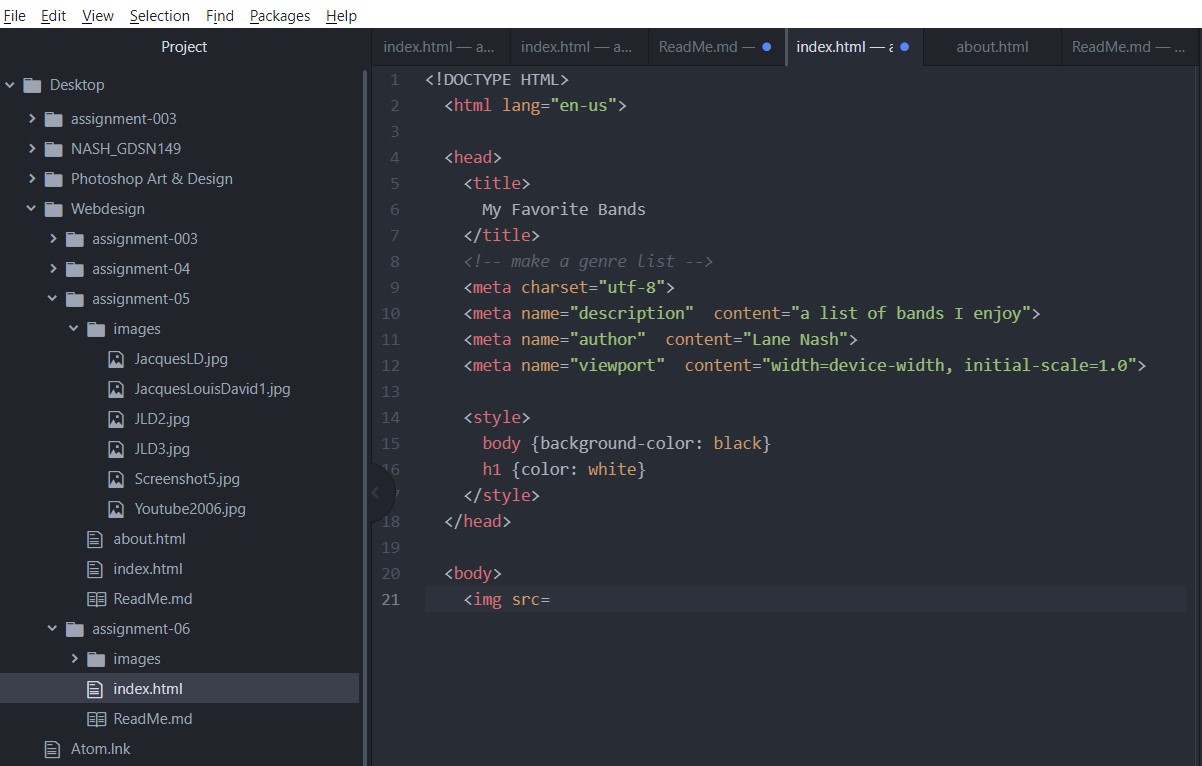 File Edit View Selection Find Packages Help
Project
index.html — a...
index.html — a...
ReadMe.md —
index.html — a
about.html
ReadMe.md — ...
Desktop
assignment-003
NASH_GDSN149
Photoshop Art & Design
Webdesign
assignment-003
assignment-04
assignment-05
images
JacquesLD.jpg
JacquesLouisDavid1.jpg
JLD2.jpg
JLD3.jpg
Screenshot5.jpg
Youtube2006.jpg
about.html
index.html
ReadMe.md
assignment-06
images
index.html
ReadMe.md
Atom.lnk
1 <!DOCTYPE HTML>
2 <html lang="en-us">
3
4 <head>
5 <title>
6 My Favorite Bands
7 </title>
8 <!-- make a genre list -->
9 <meta charset="utf-8">
10 <meta name="description"  content="a list of bands I enjoy">
11 <meta name="author"  content="Lane Nash">
12 <meta name="viewport"  content="width=device-width, initial-scale=1.0">
13
14 <style>
15 body {background-color: black}
16 h1 {color: white}
</style>
18 </head>
19
20 <body>
21 <img src=